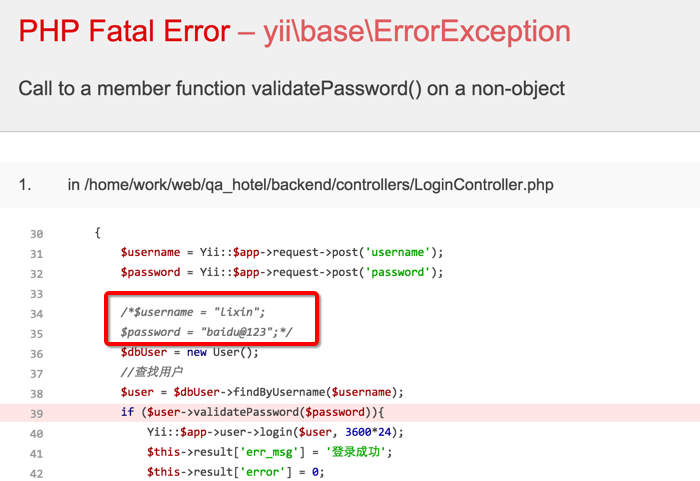 PHP Fatal Error – yii\base\ErrorException
Call to a member function validatePassword() on a non-object
1. in /home/work/web/qa_hotel/backend/controllers/LoginController.php
30 {
31 $username = Yii::$app->request->post('username');
32 $password = Yii::$app->request->post('password');
33
34 /*$username = "lixin";
35 $password = "baidu@123";*/
36 $dbUser = new User();
37 //查找用户
38 $user = $dbUser->findByUsername($username);
39 if ($user->validatePassword($password)){
40 Yii::$app->user->login($user, 3600*24);
41 $this->result['err_msg'] = '登录成功';
42 $this->result['error'] = 0;